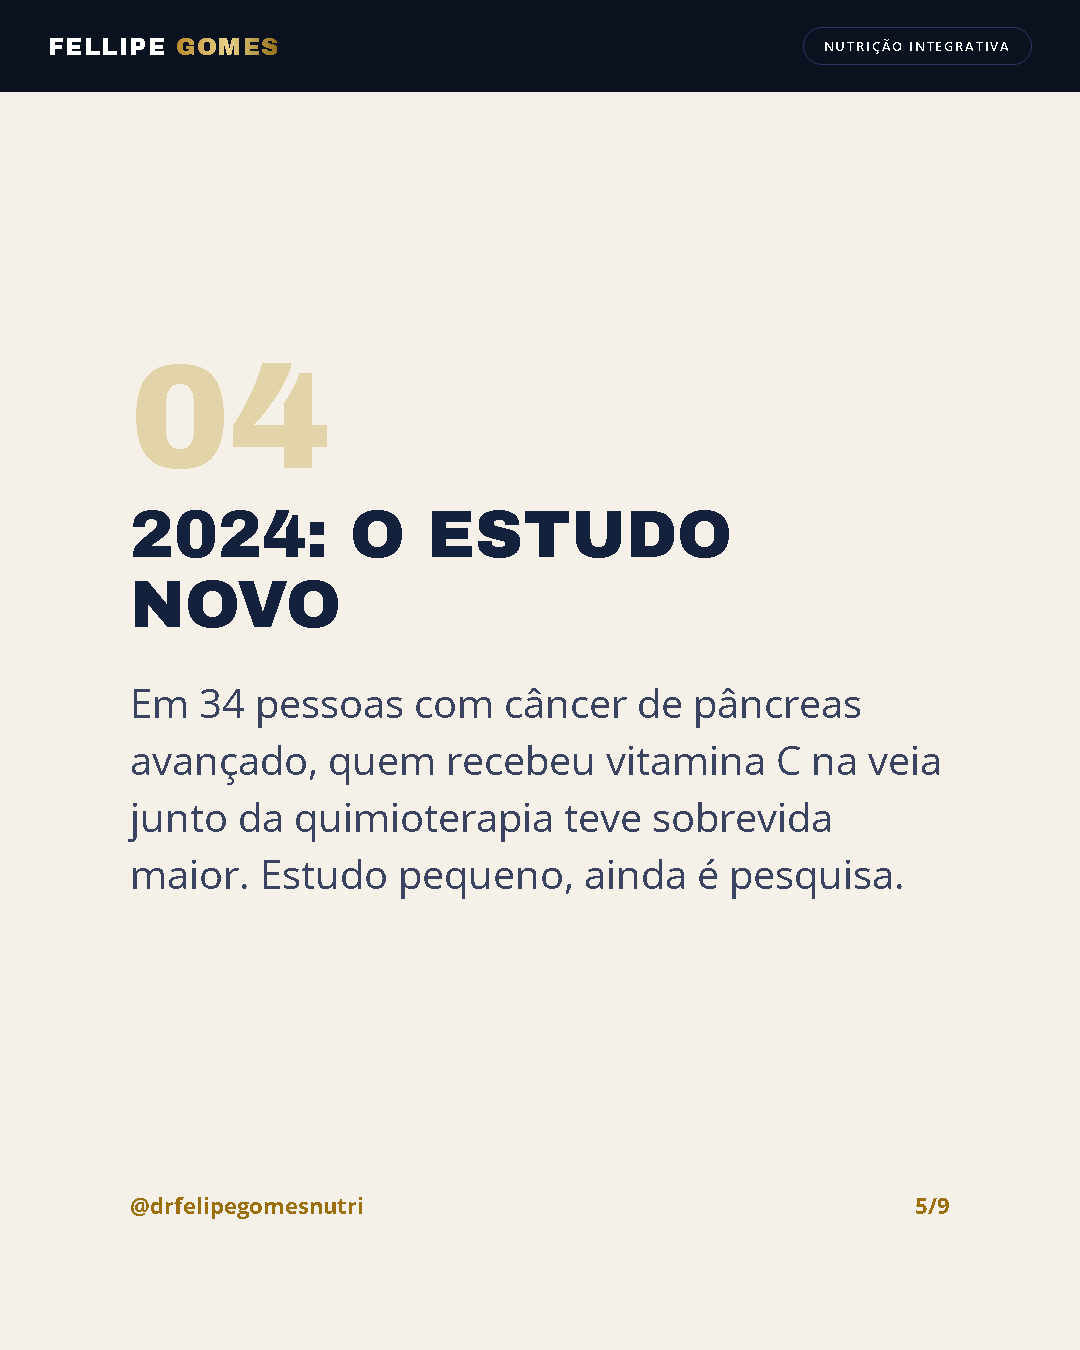 FELLIPE GOMES
NUTRIÇÃO INTEGRATIVA
04
2024: O ESTUDO
NOVO
Em 34 pessoas com câncer de pâncreas
avançado, quem recebeu vitamina C na veia
junto da quimioterapia teve sobrevida
maior. Estudo pequeno, ainda é pesquisa.
@drfelipegomesnutri
5/9